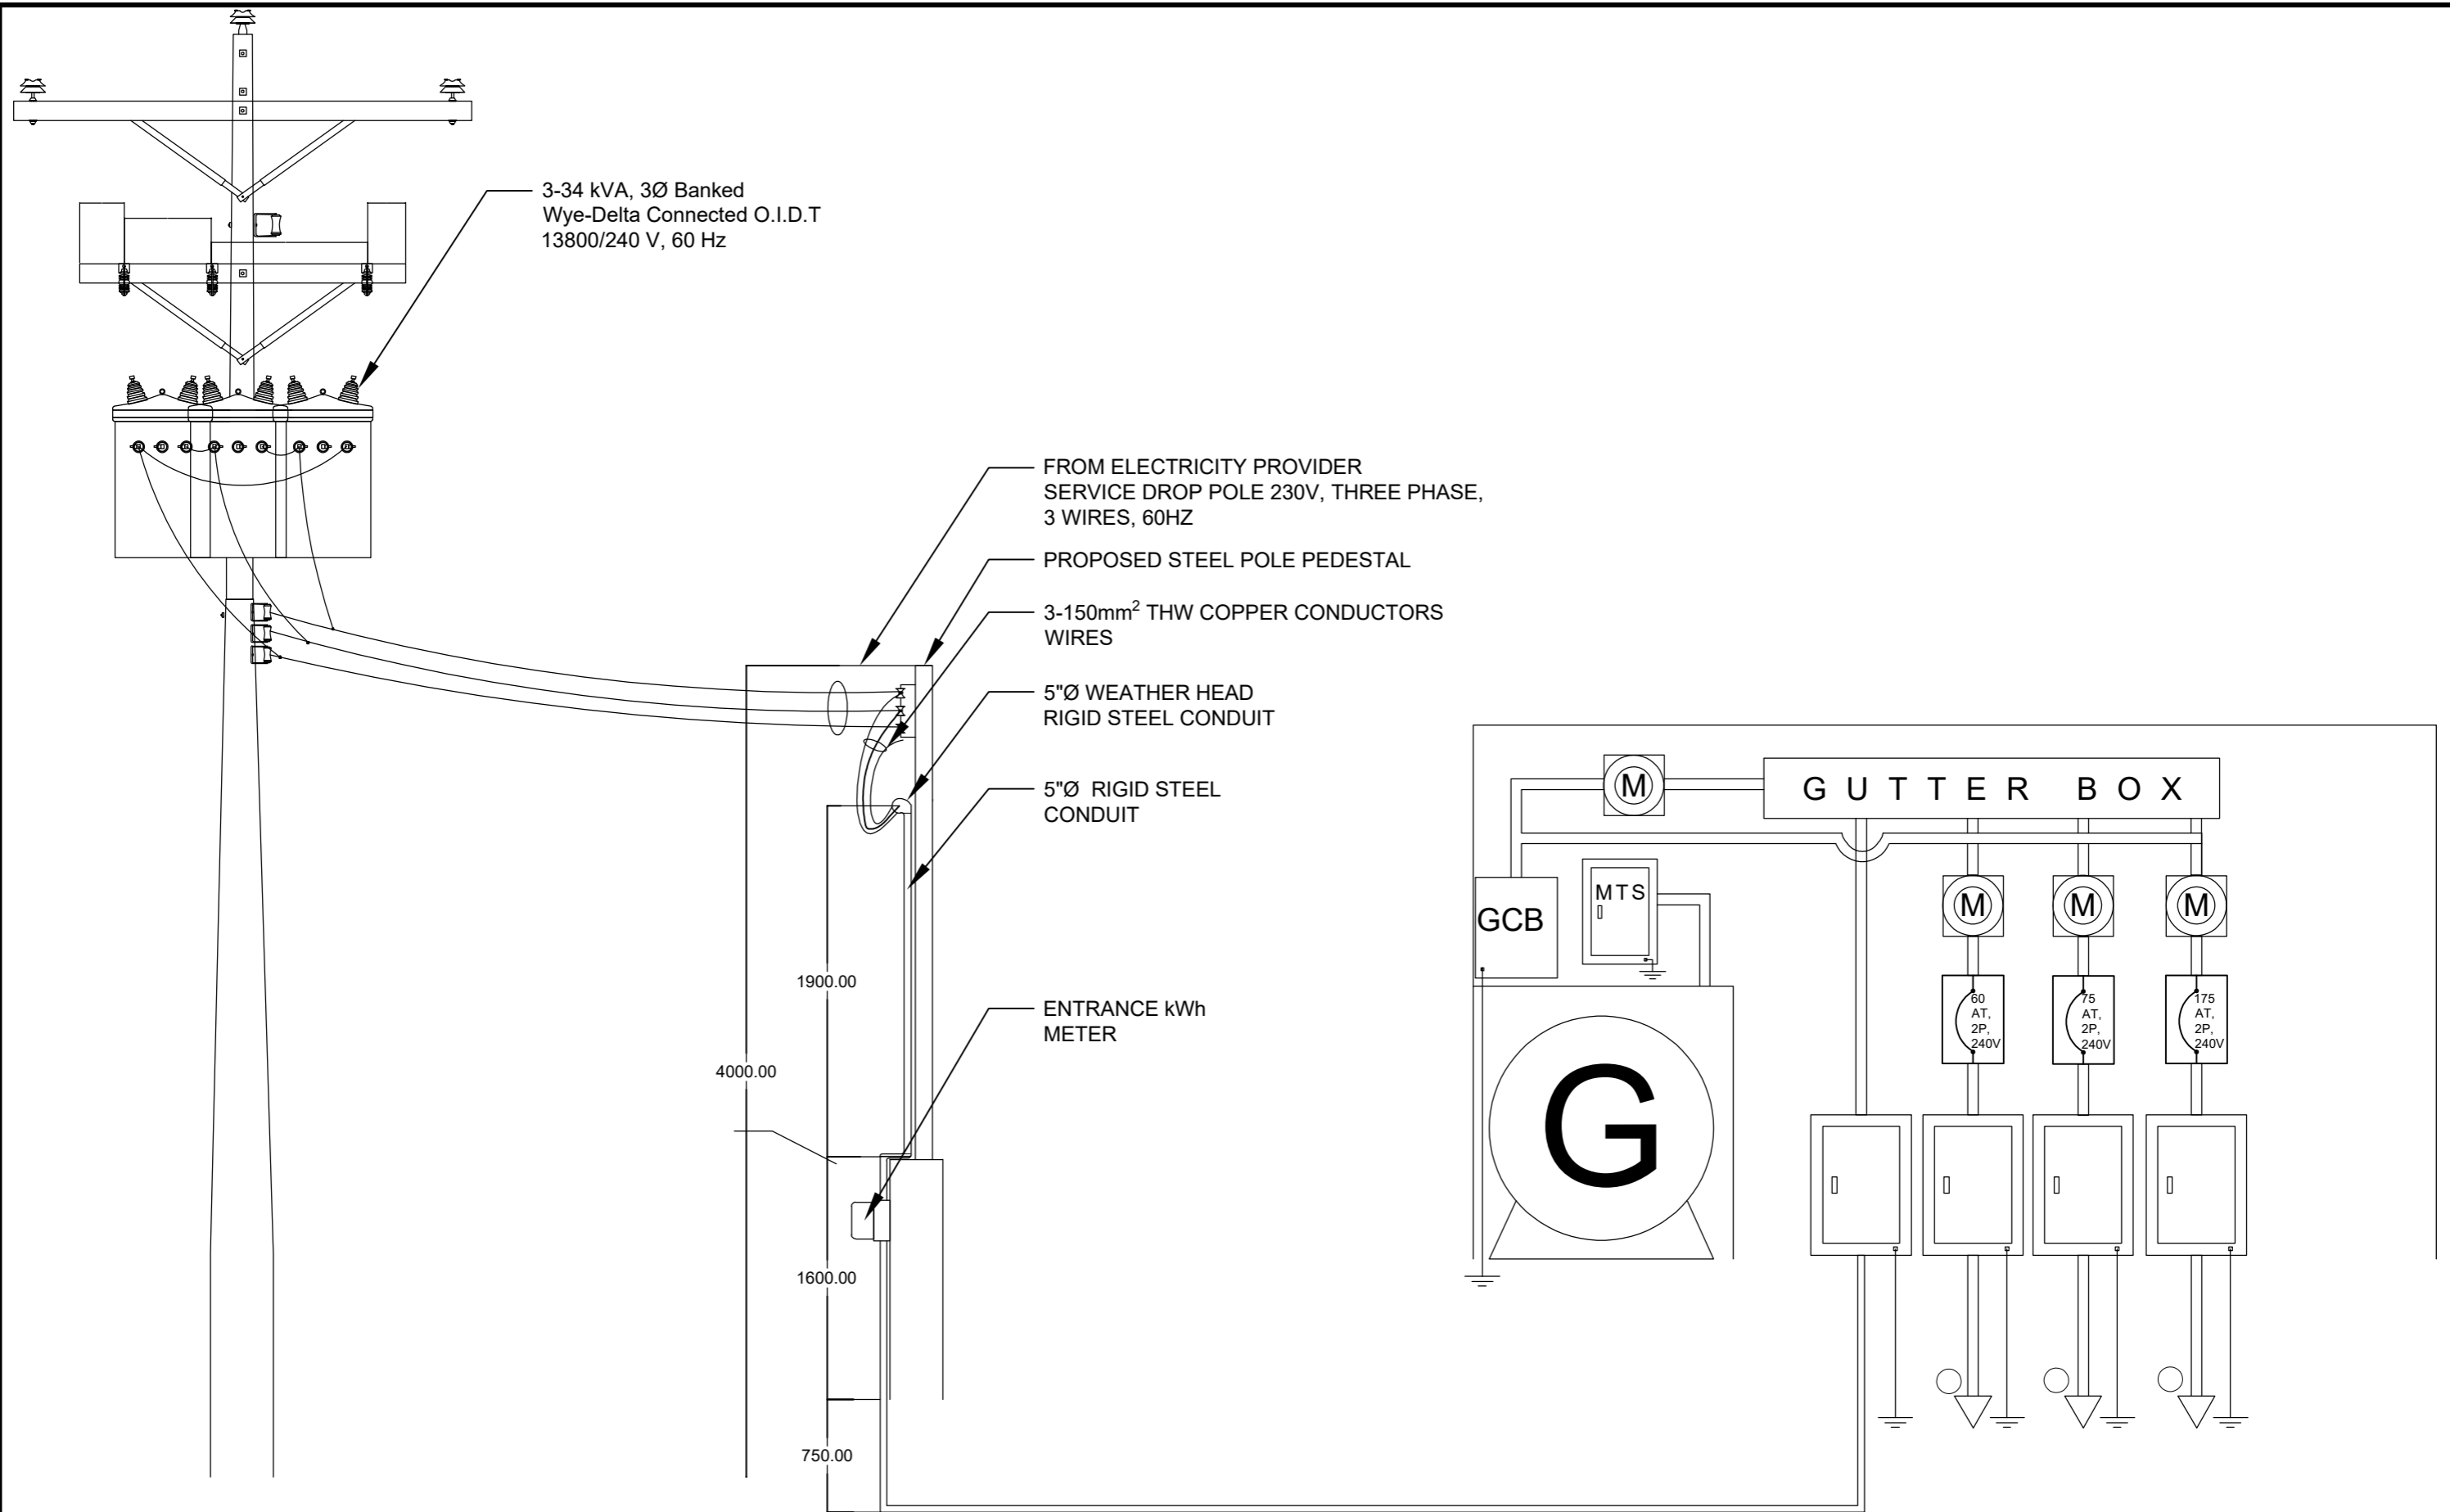 3-34 kVA, 3Ø Banked
Wye-Delta Connected O.I.D.T
13800/240 V, 60 Hz
FROM ELECTRICITY PROVIDER
SERVICE DROP POLE 230V, THREE PHASE,
3 WIRES, 60HZ
PROPOSED STEEL POLE PEDESTAL
3-150mm² THW COPPER CONDUCTORS
WIRES
5"Ø WEATHER HEAD
RIGID STEEL CONDUIT
5"Ø RIGID STEEL
CONDUIT
ENTRANCE kWh
METER
1900.00
4000.00
1600.00
750.00
M
GUTTER BOX
GCB
MTS
M
M
M
60
AT,
2P,
240V
75
AT,
2P,
240V
175
AT,
2P,
240V
G